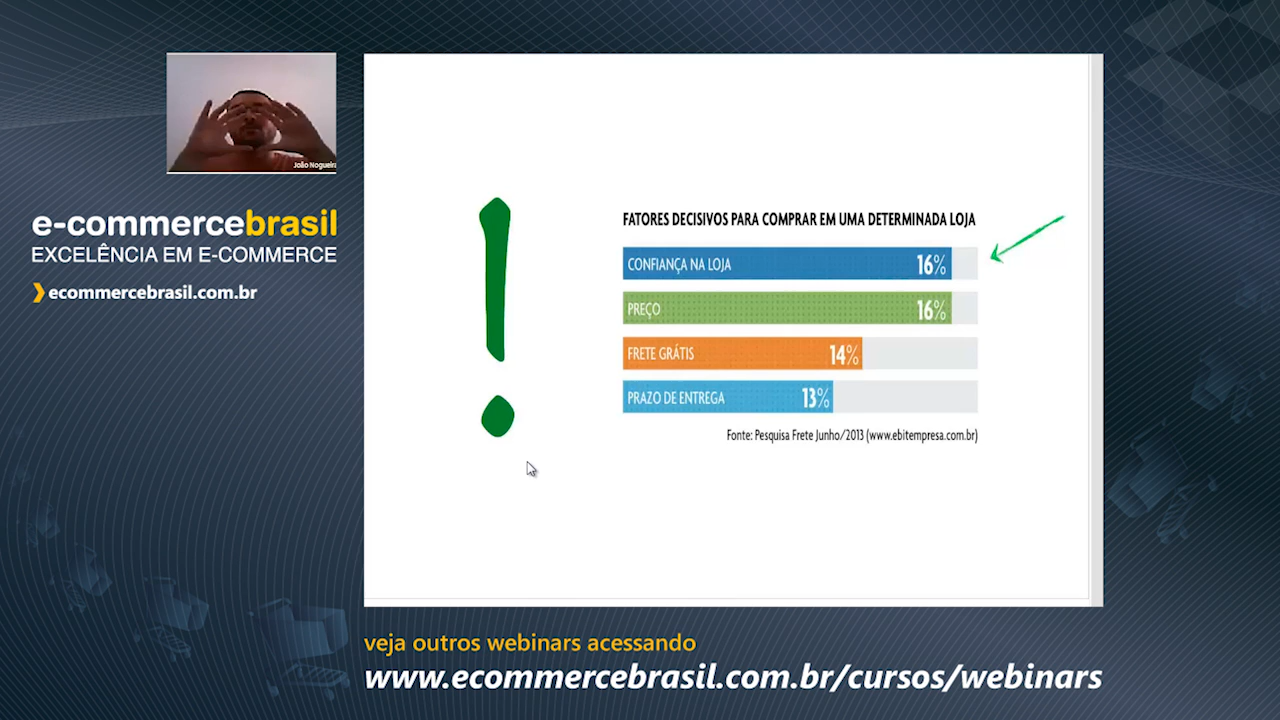 João Nogueira
e-commercebrasil
EXCELÊNCIA EM E-COMMERCE
ecommercebrasil.com.br
!
FATORES DECISIVOS PARA COMPRAR EM UMA DETERMINADA LOJA
CONFIANÇA NA LOJA 16%
PREÇO 16%
FRETE GRÁTIS 14%
PRAZO DE ENTREGA 13%
Fonte: Pesquisa Frete Junho/2013 (www.ebitempresa.com.br)
veja outros webinars acessando
www.ecommercebrasil.com.br/cursos/webinars